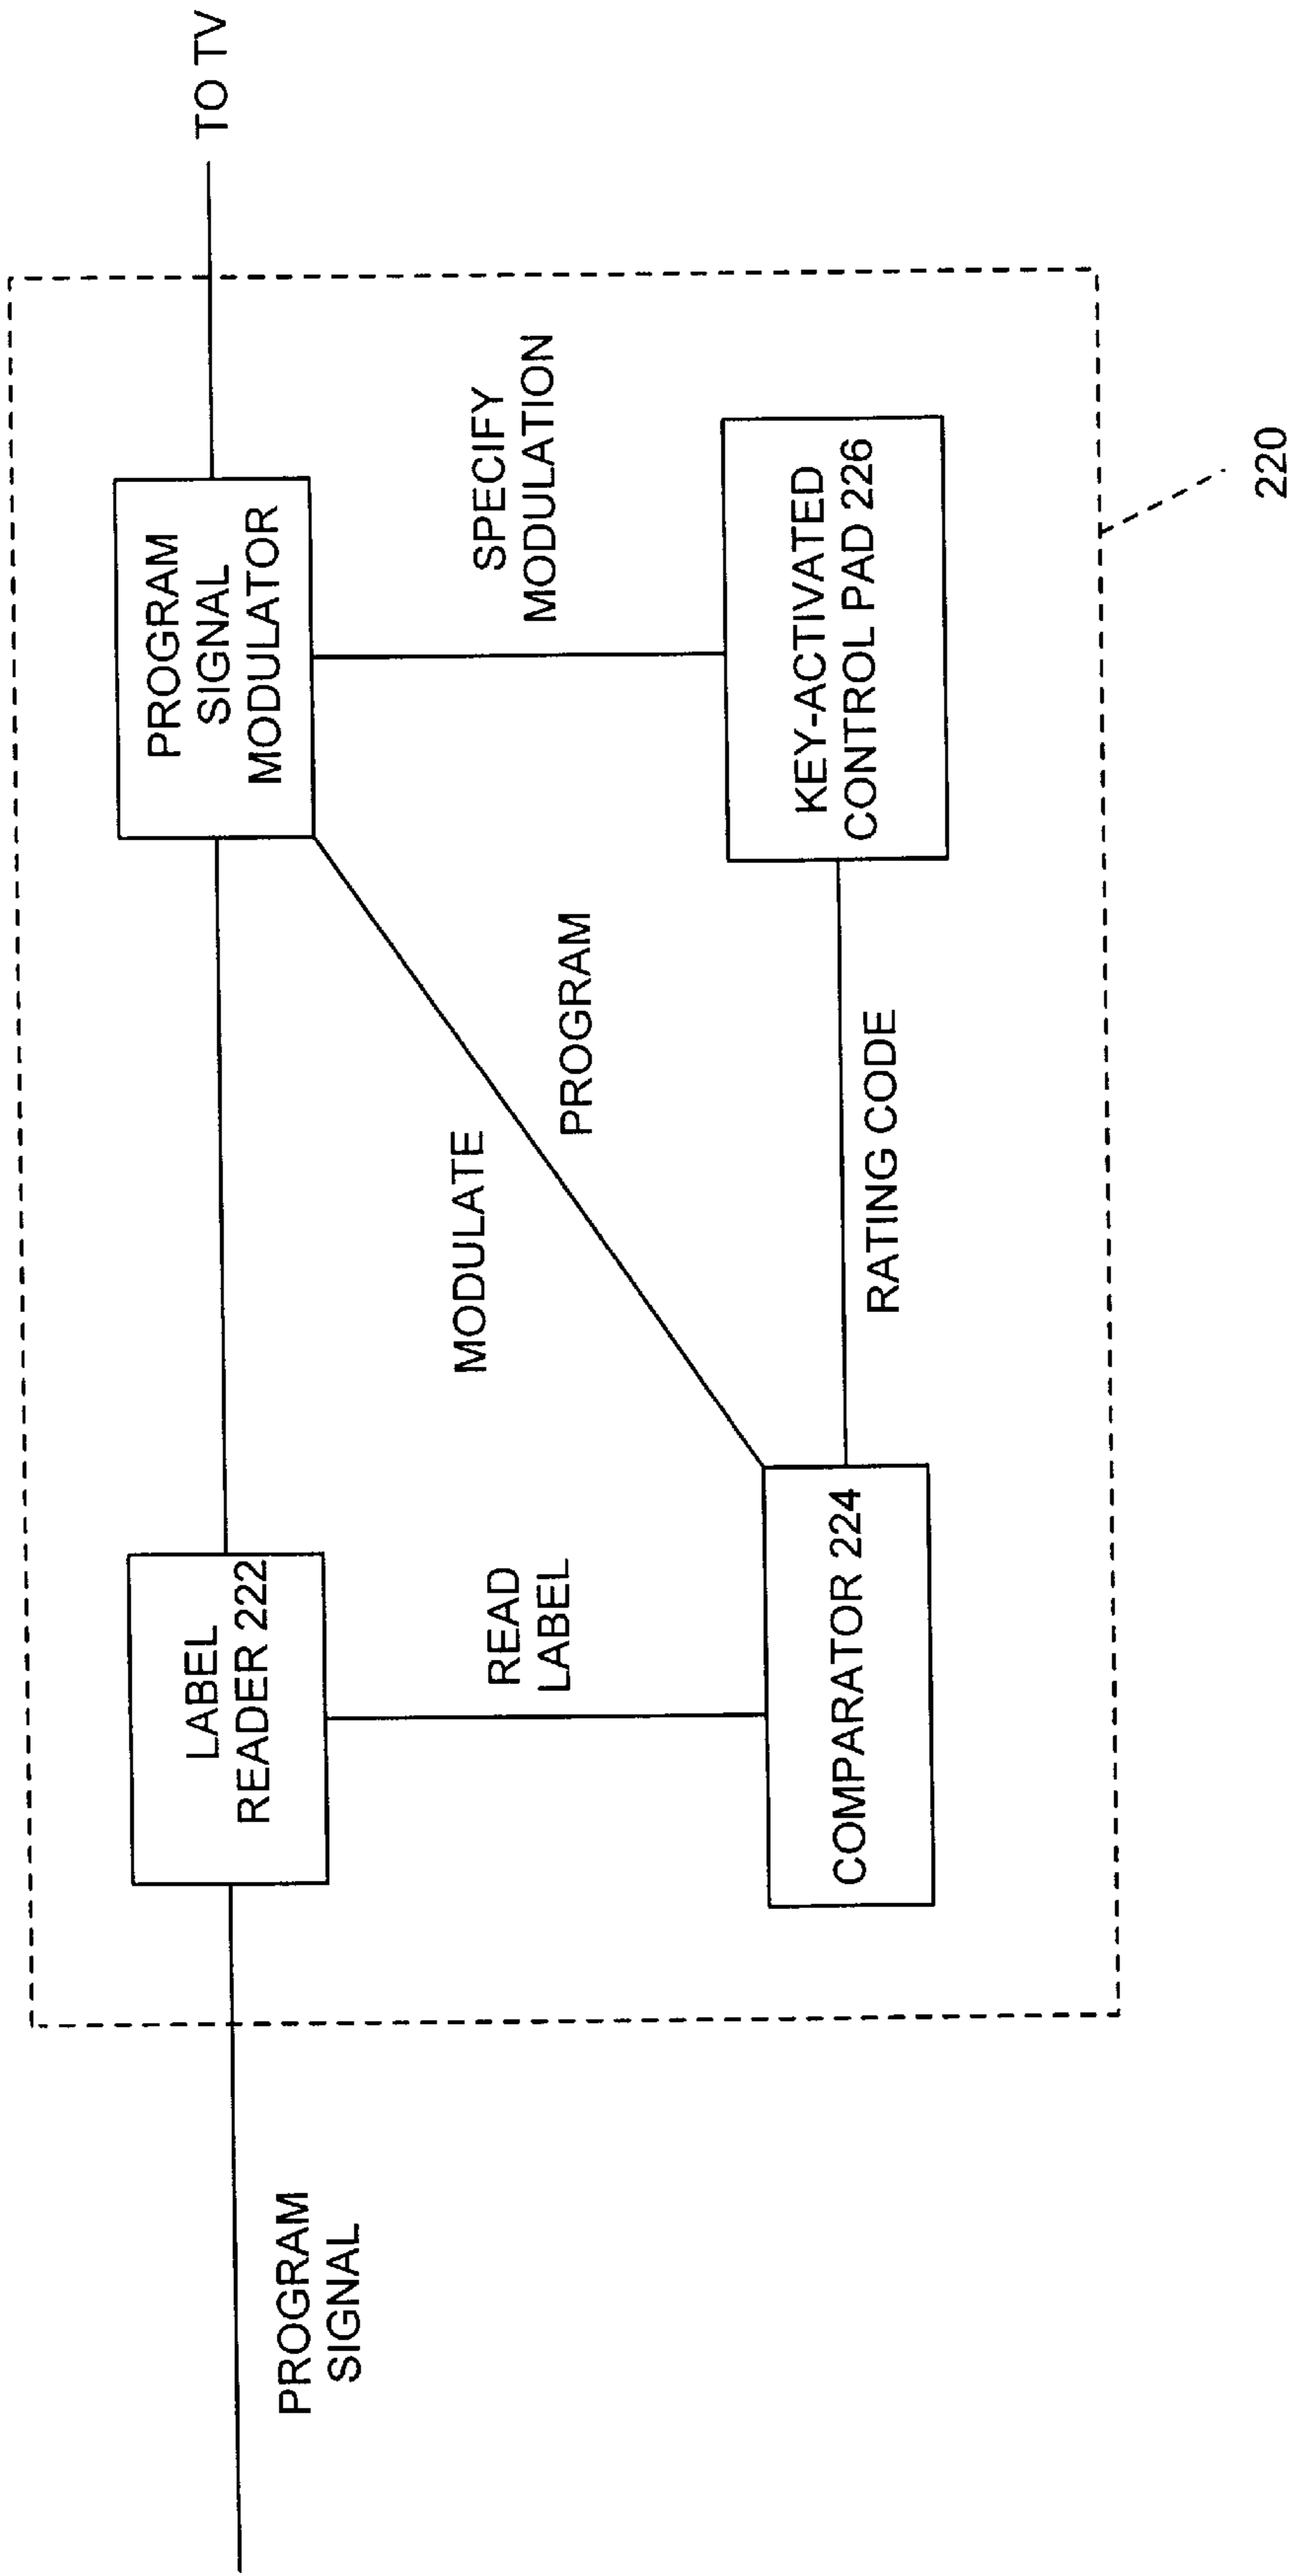 PROGRAM
SIGNAL
LABEL
READER 222
PROGRAM
SIGNAL
MODULATOR
TO TV
READ
LABEL
MODULATE
PROGRAM
SPECIFY
MODULATION
COMPARATOR 224
RATING CODE
KEY-ACTIVATED
CONTROL PAD 226
220